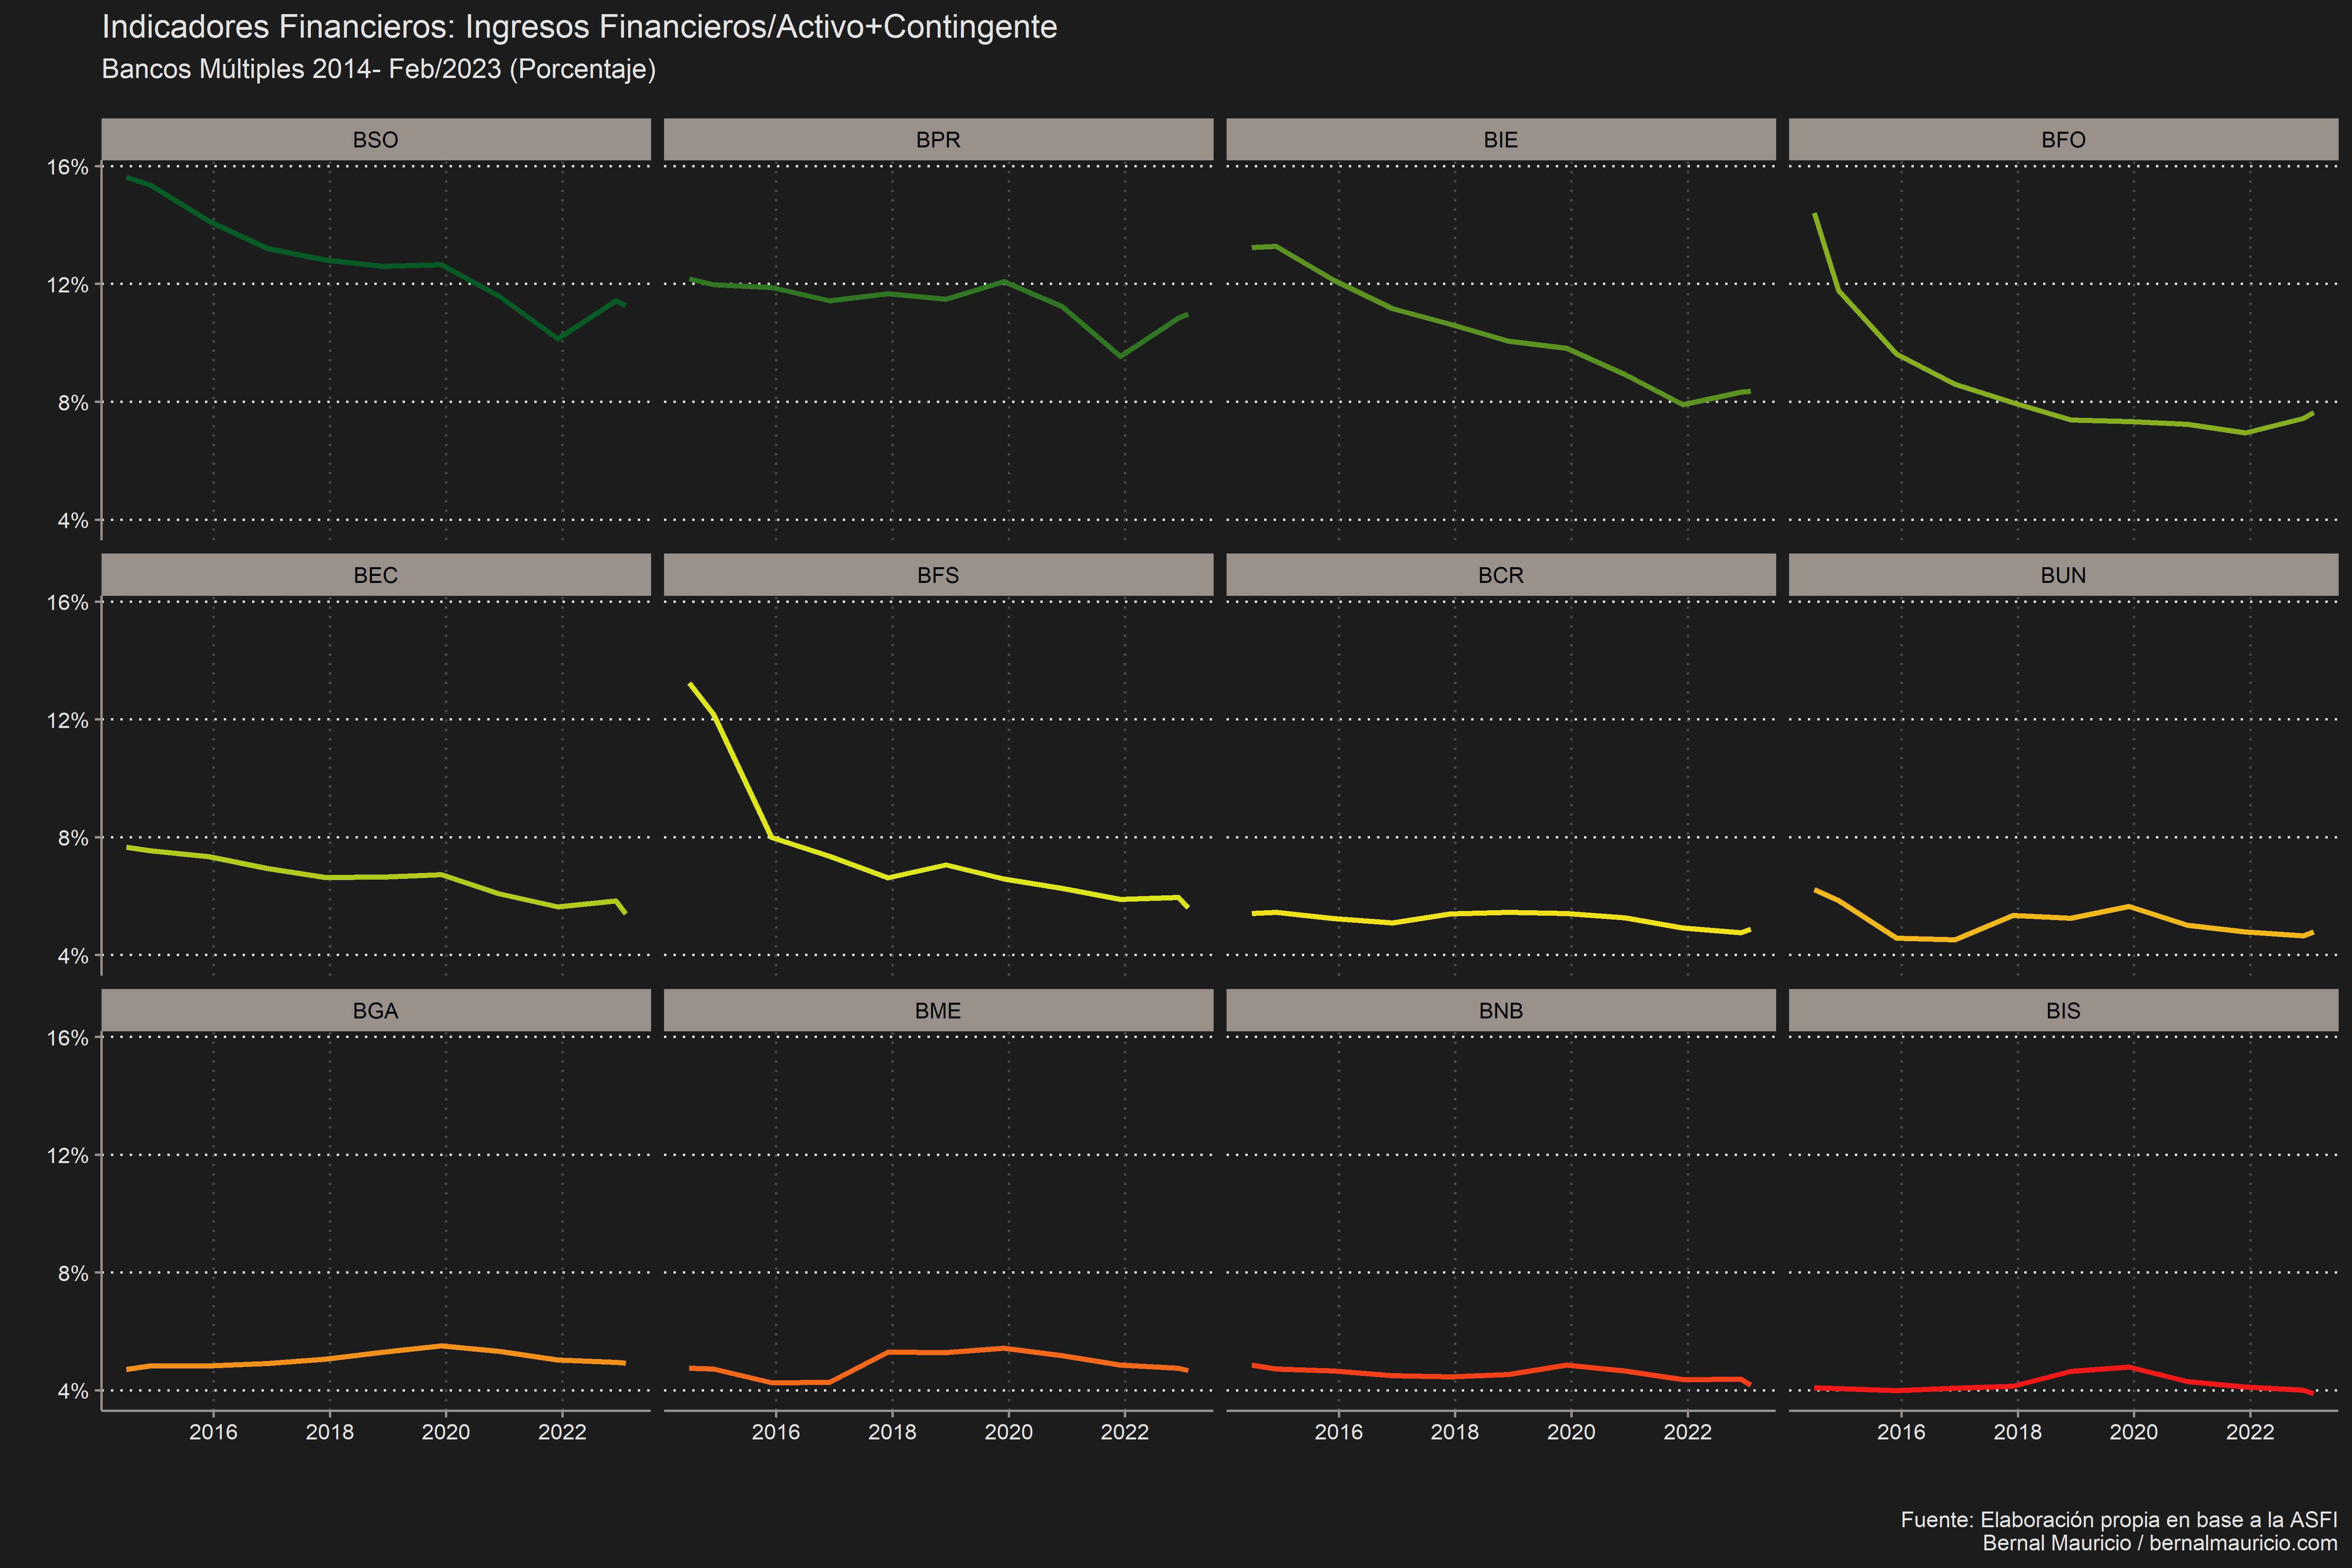 Indicadores Financieros: Ingresos Financieros/Activo+Contingente
Bancos Múltiples 2014- Feb/2023 (Porcentaje)
BSO
BPR
BIE
BFO
16%
12%
8%
4%
BEC
BFS
BCR
BUN
16%
12%
8%
4%
BGA
BME
BNB
BIS
16%
12%
8%
4%
2016 2018 2020 2022
2016 2018 2020 2022
2016 2018 2020 2022
2016 2018 2020 2022
Fuente: Elaboración propia en base a la ASFI
Bernal Mauricio / bernalmauricio.com